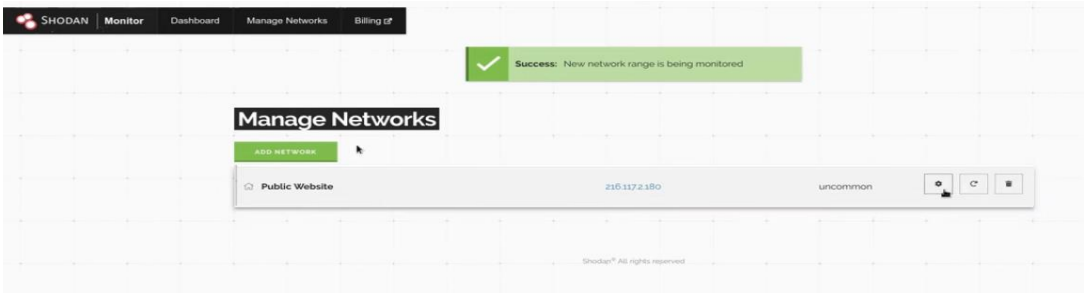 SHODAN Monitor Dashboard Manage Networks Billing
Success: New network range is being monitored
Manage Networks
ADD NETWORK
Public Website 216.117.2.180 uncommon
Shodan® All rights reserved